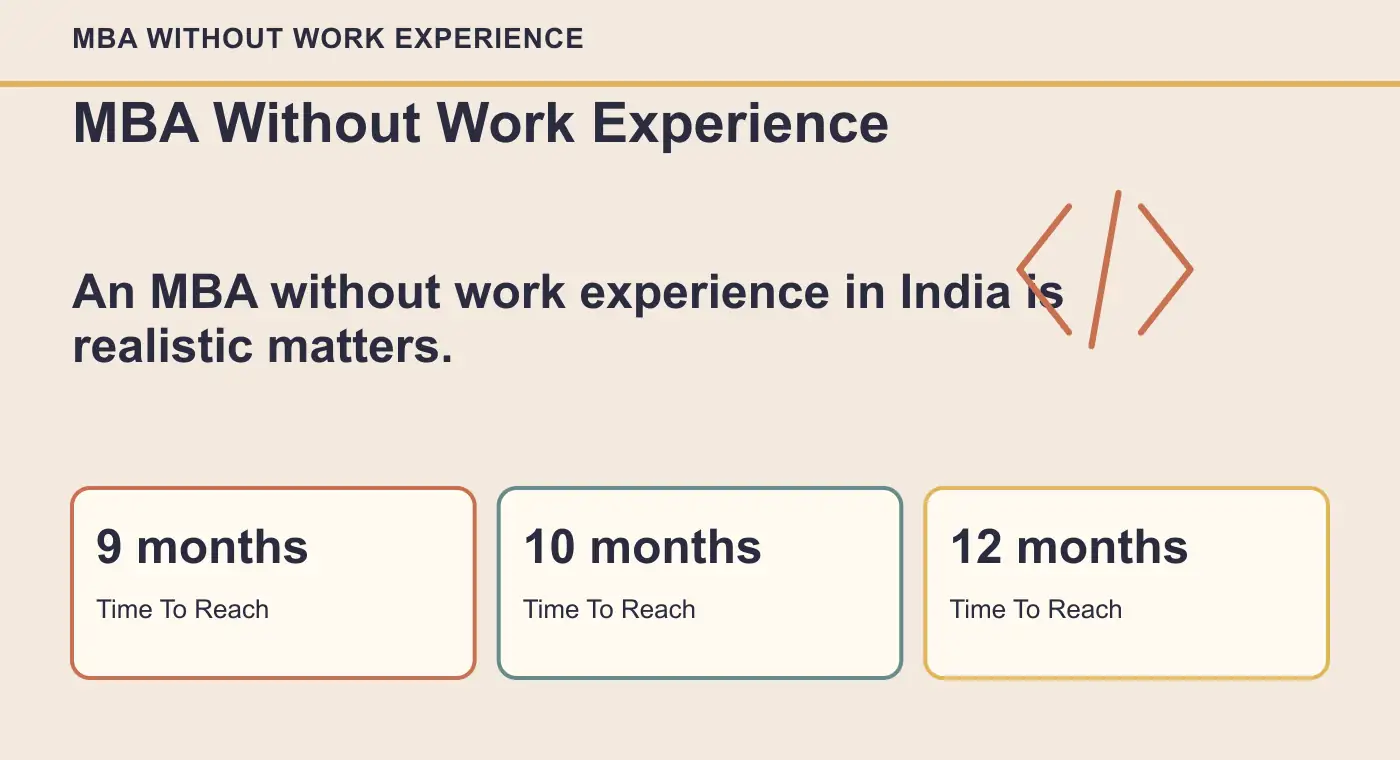 MBA WITHOUT WORK EXPERIENCE
MBA Without Work Experience
An MBA without work experience in India is
realistic matters.
9 months
Time To Reach
10 months
Time To Reach
12 months
Time To Reach